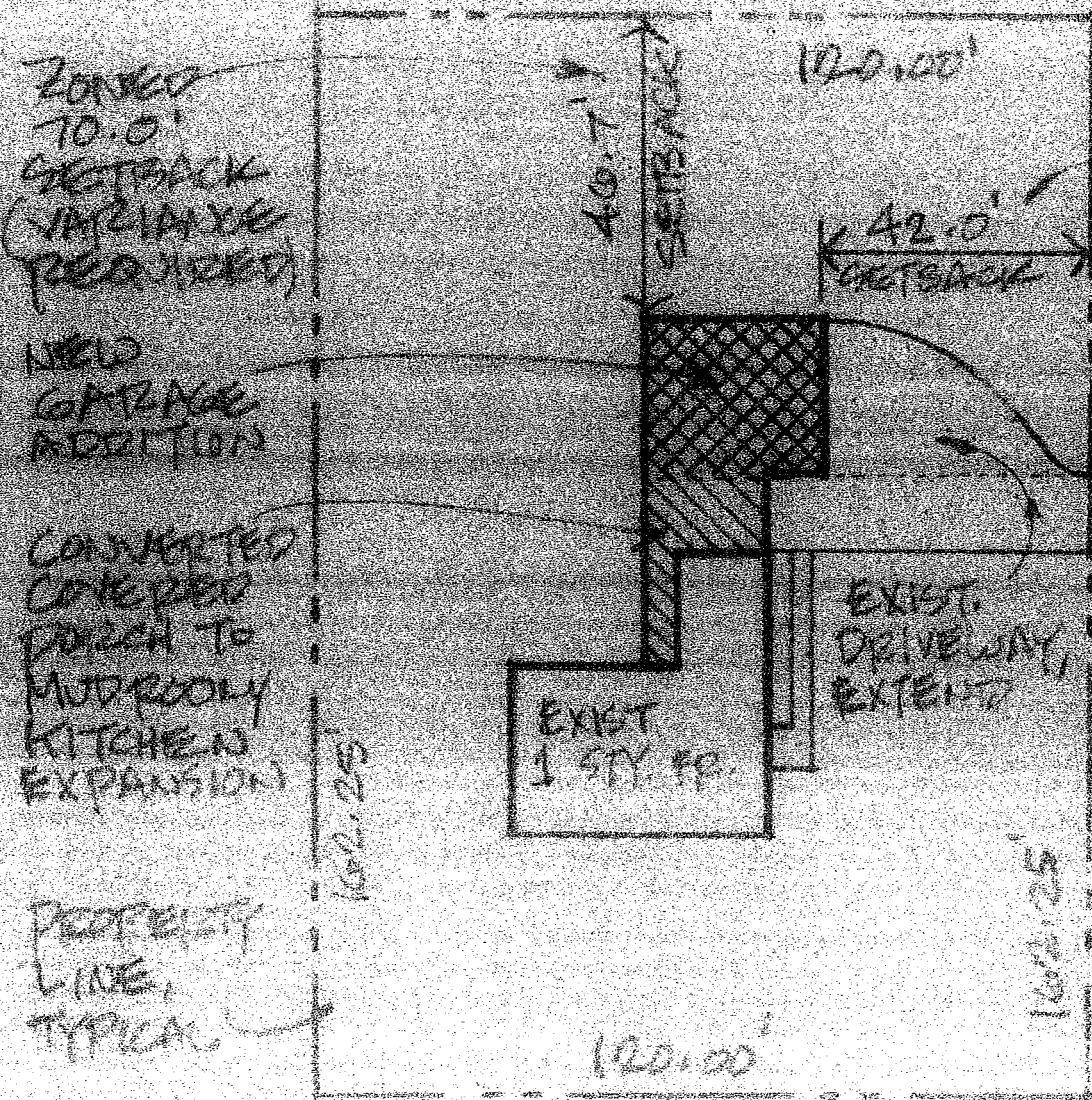 ZONED
70.0'
SETBACK
(VARIANCE
REQUIRED)
NEW
GARAGE
ADDITION
CONVERTED
COVERED
PORCH TO
MUDROOM/
KITCHEN
EXPANSION
PROPERTY
LINE,
TYPICAL
46.7'
SETBACK
120.00'
42.0'
SETBACK
EXIST.
DRIVEWAY,
EXTEND
EXIST
1 STY. FR.
162.25'
162.25'
120.00'